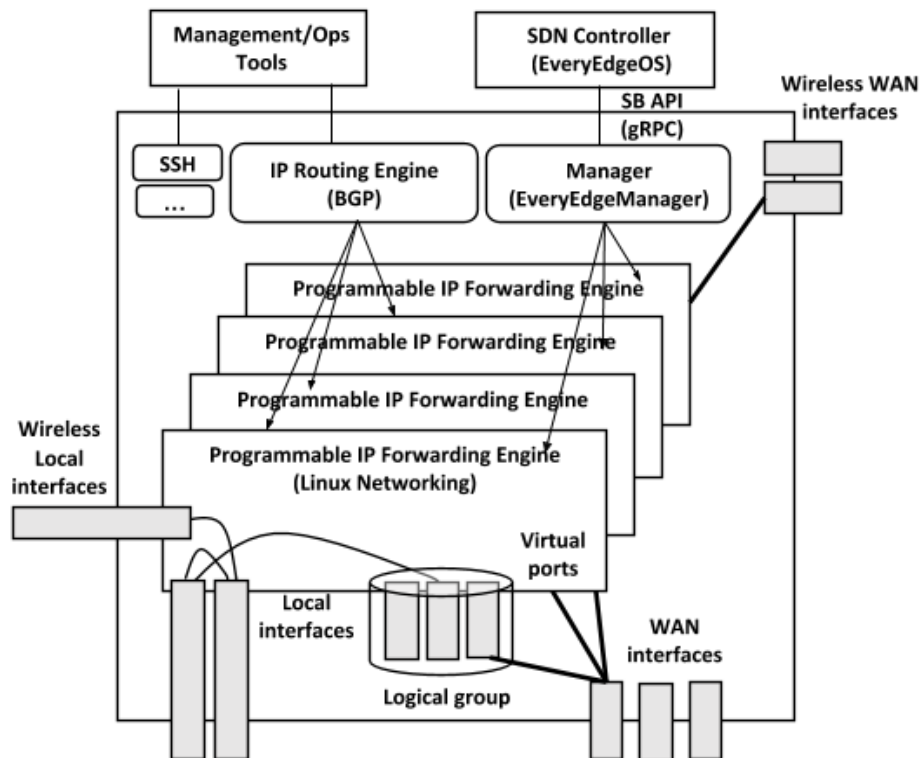 Management/Ops
Tools
SDN Controller
(EveryEdgeOS)
Wireless WAN
interfaces
SB API
(gRPC)
SSH
...
IP Routing Engine
(BGP)
Manager
(EveryEdgeManager)
Programmable IP Forwarding Engine
Programmable IP Forwarding Engine
Programmable IP Forwarding Engine
Programmable IP Forwarding Engine
(Linux Networking)
Wireless
Local
interfaces
Virtual
ports
Local
interfaces
WAN
interfaces
Logical group